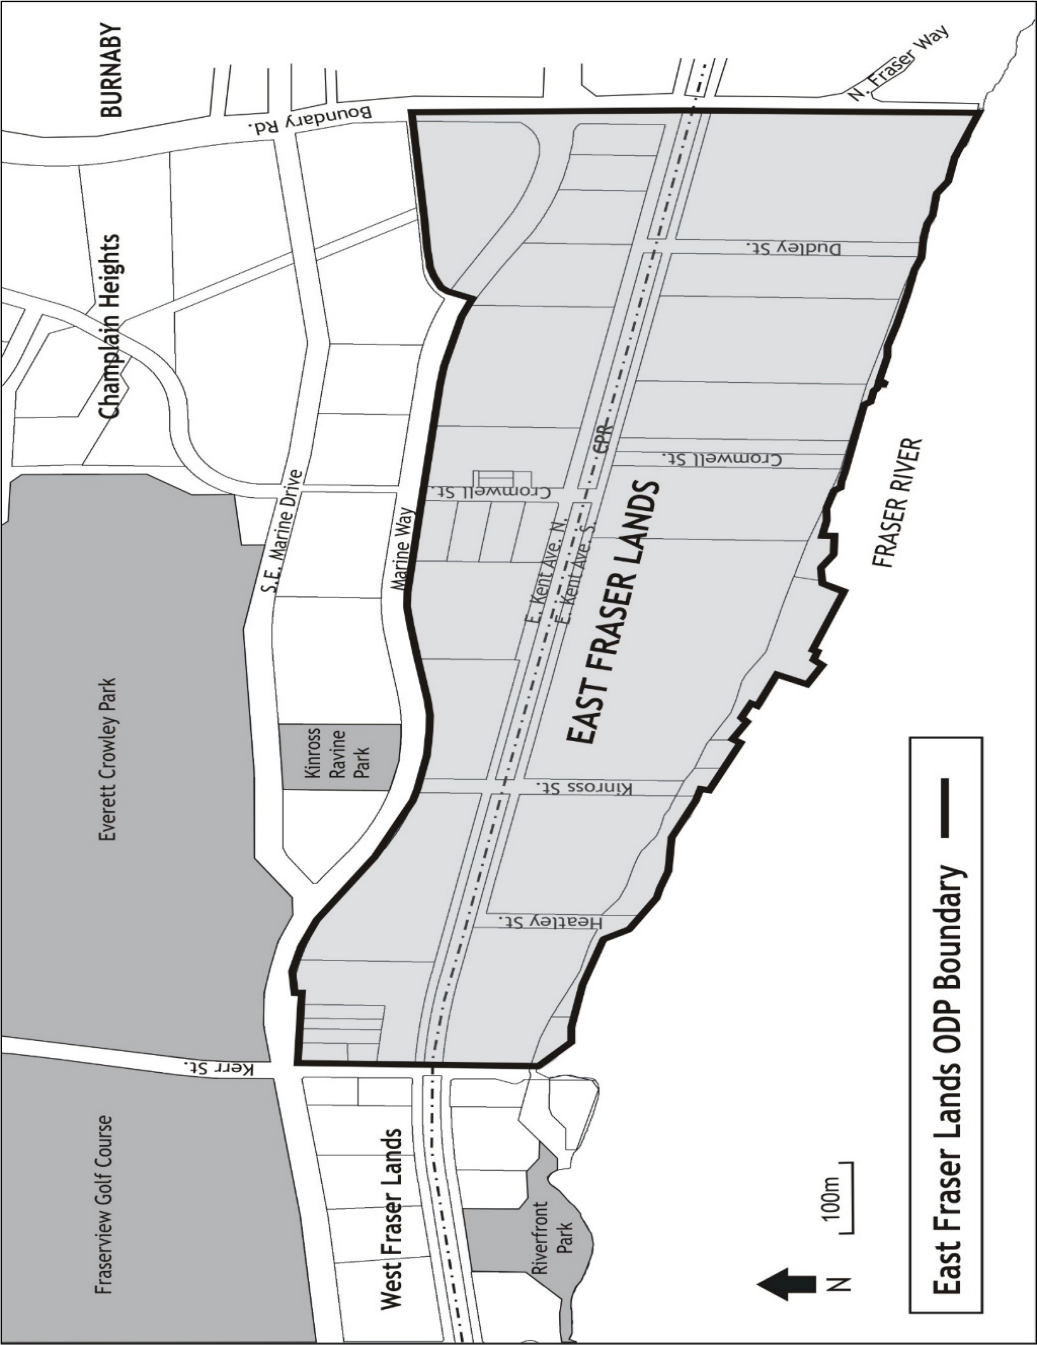 BURNABY
Boundary Rd.
N. Fraser Way
Champlain Heights
Dudley St.
S.E. Marine Drive
Marine Way
Cromwell St.
CPR
Cromwell St.
E. Kent Ave. N.
E. Kent Ave. S.
EAST FRASER LANDS
FRASER RIVER
Everett Crowley Park
Kinross
Ravine
Park
Kinross St.
Heatley St.
Kerr St.
Fraserview Golf Course
West Fraser Lands
Riverfront
Park
100m
N
East Fraser Lands ODP Boundary